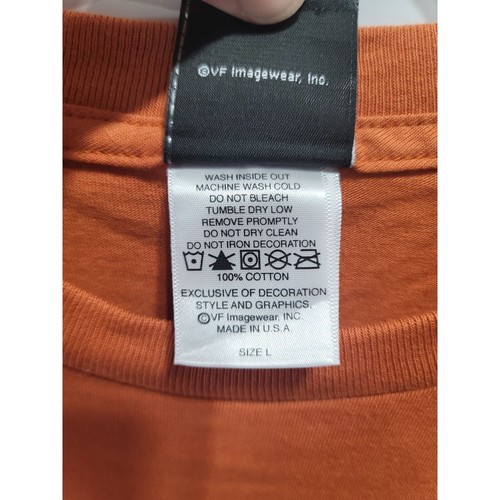 ©VF Imagewear, Inc.
WASH INSIDE OUT
MACHINE WASH COLD
DO NOT BLEACH
TUMBLE DRY LOW
REMOVE PROMPTLY
DO NOT DRY CLEAN
DO NOT IRON DECORATION
100% COTTON
EXCLUSIVE OF DECORATION
STYLE AND GRAPHICS.
©VF Imagewear, INC.
MADE IN U.S.A.
SIZE L